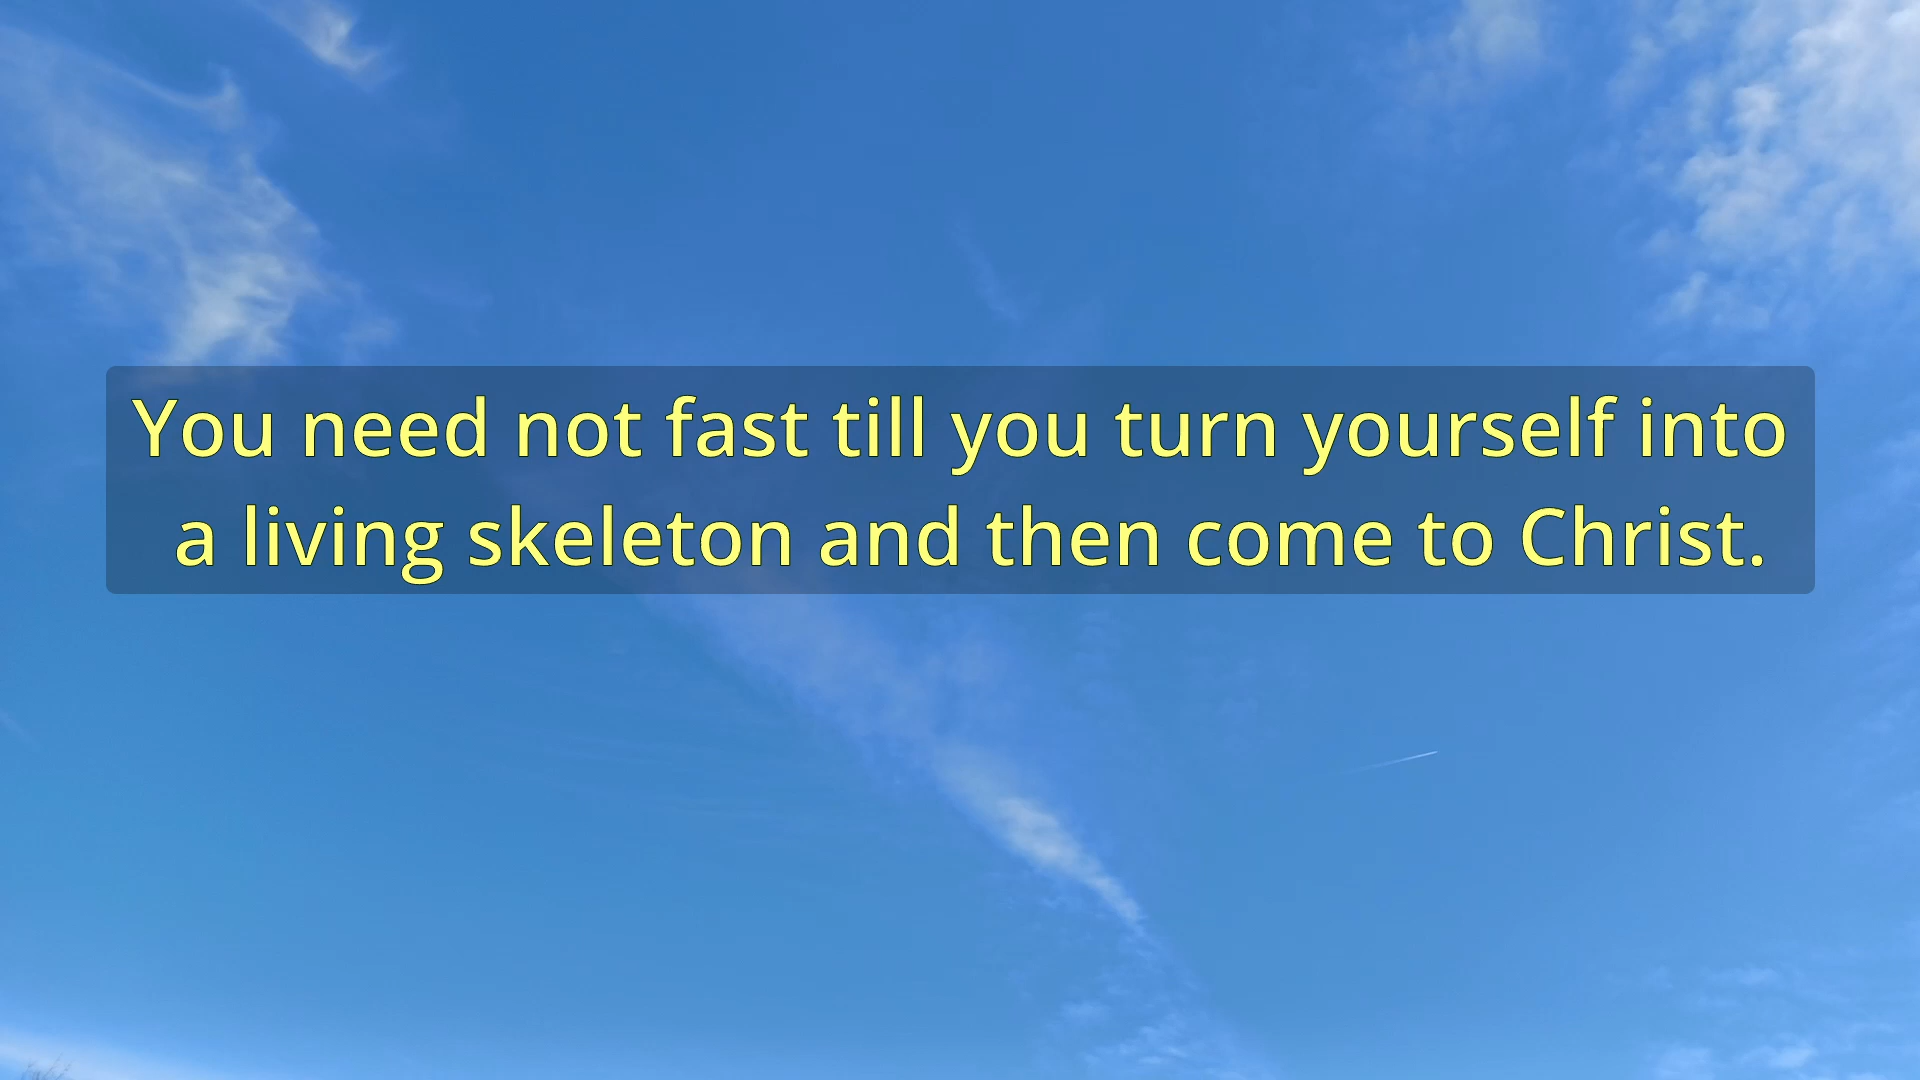 You need not fast till you turn yourself into
a living skeleton and then come to Christ.